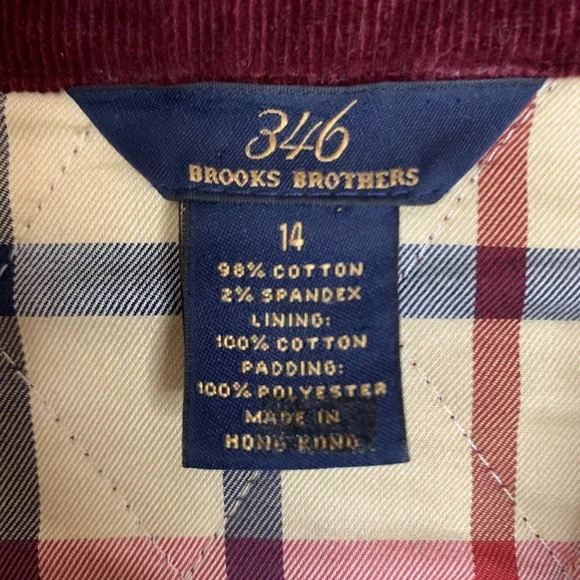 346
BROOKS BROTHERS
14
98% COTTON
2% SPANDEX
LINING:
100% COTTON
PADDING:
100% POLYESTER
MADE IN
HONG KONG